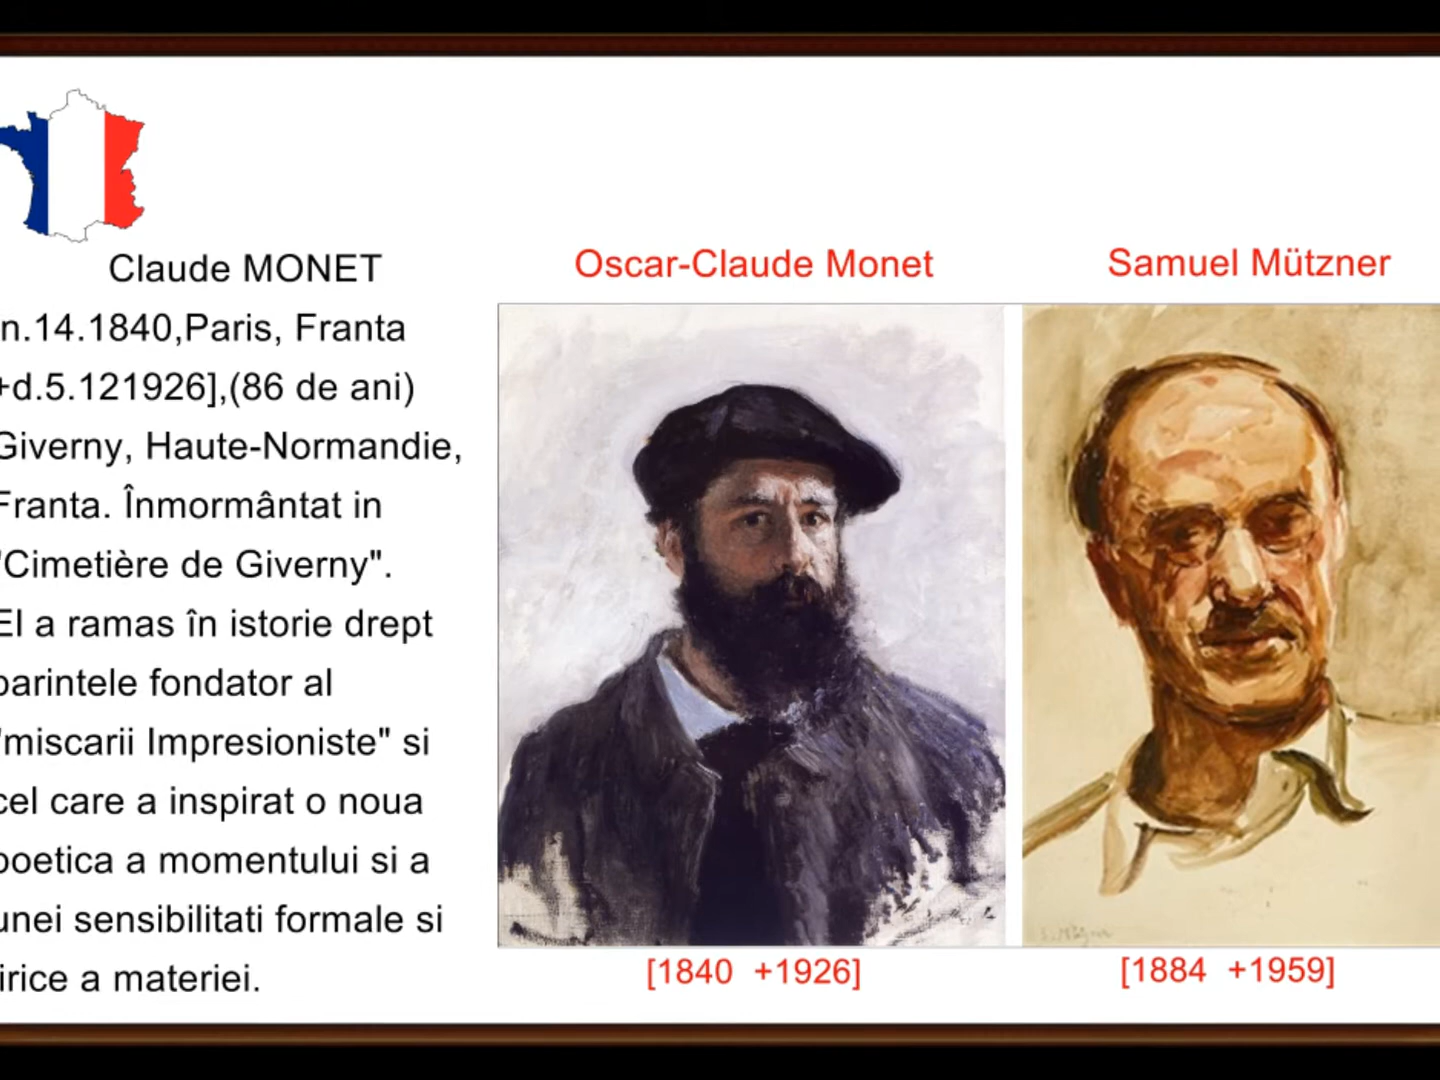 Claude MONET
n.14.1840,Paris, Franta
+d.5.121926],(86 de ani)
Giverny, Haute-Normandie,
Franta. Înmormântat in
"Cimetière de Giverny".
El a ramas în istorie drept
parintele fondator al
"miscarii Impresioniste" si
cel care a inspirat o noua
poetica a momentului si a
unei sensibilitati formale si
lirice a materiei.
Oscar-Claude Monet
Samuel Mützner
[1840 +1926]
[1884 +1959]